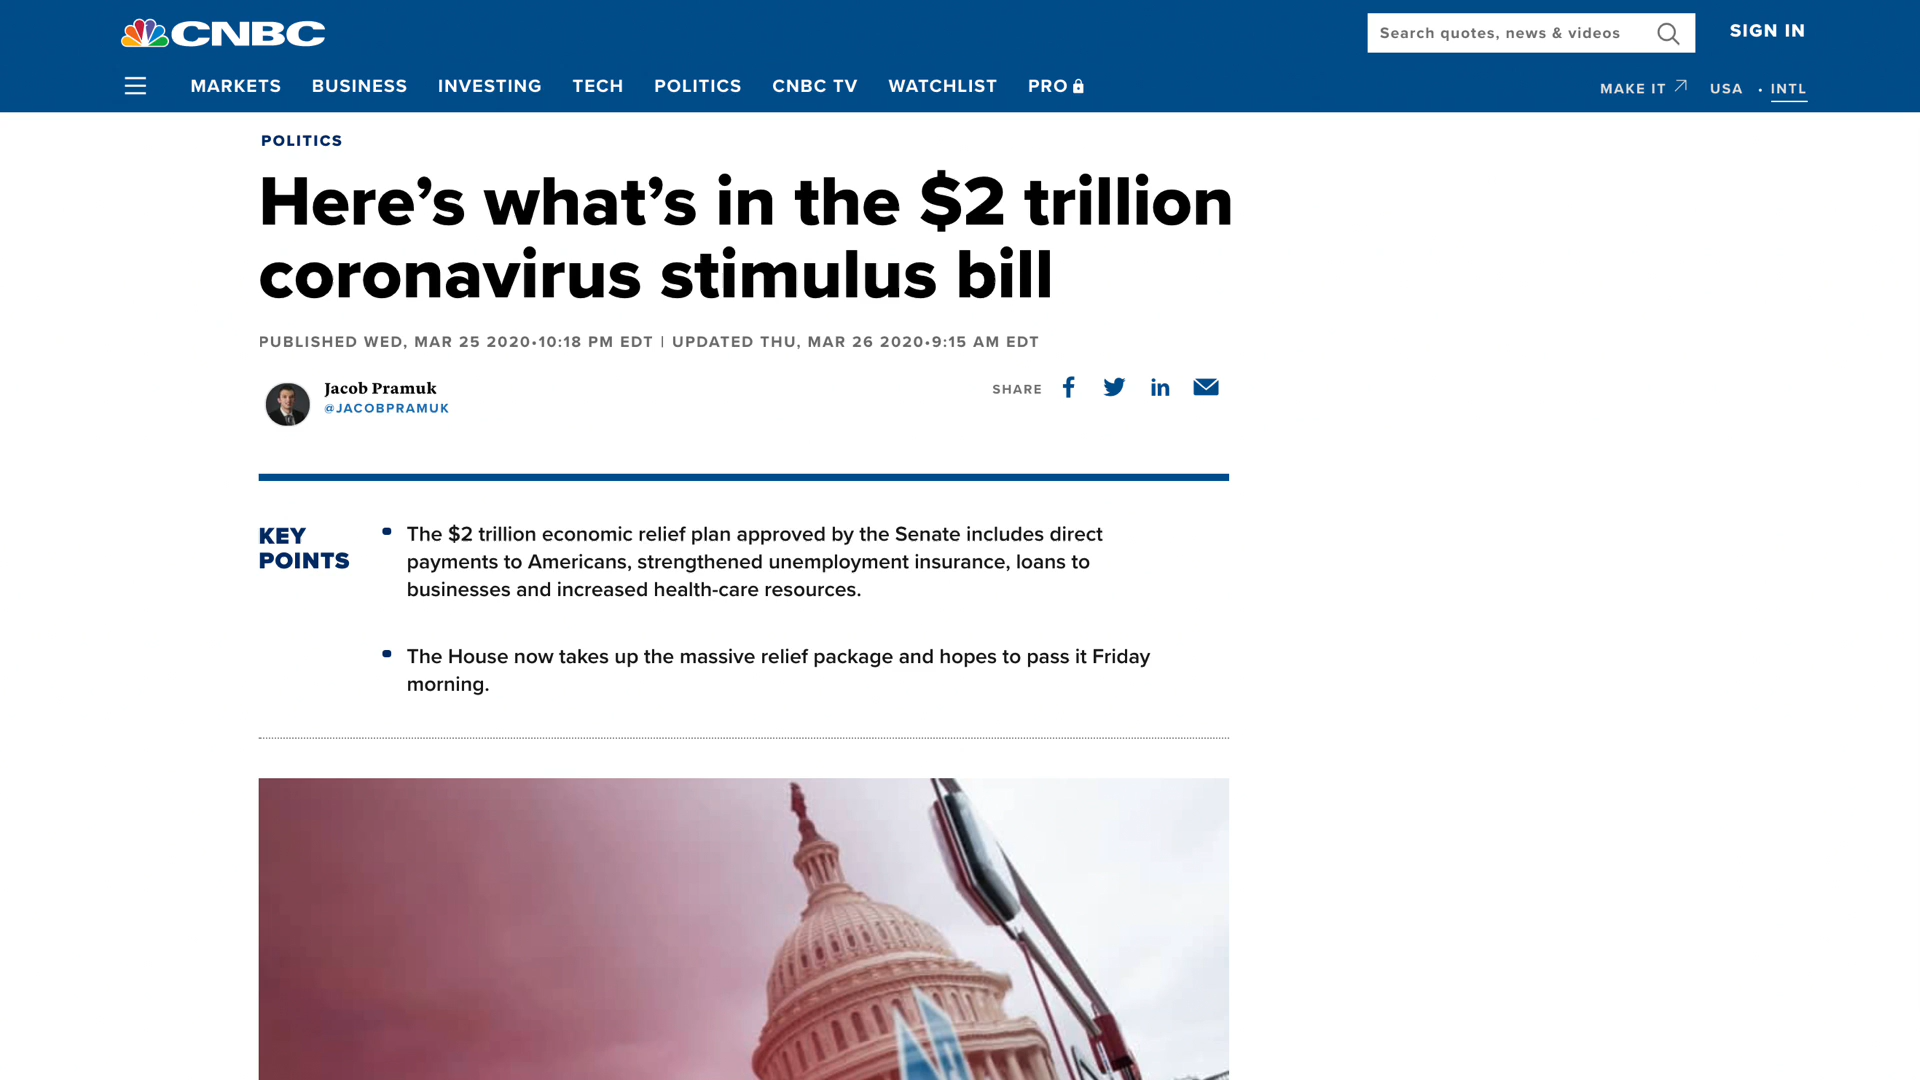 CNBC
Search quotes, news & videos
SIGN IN
MARKETS BUSINESS INVESTING TECH POLITICS CNBC TV WATCHLIST PRO
MAKE IT USA • INTL
POLITICS
Here’s what’s in the $2 trillion
coronavirus stimulus bill
PUBLISHED WED, MAR 25 2020•10:18 PM EDT | UPDATED THU, MAR 26 2020•9:15 AM EDT
Jacob Pramuk
@JACOBPRAMUK
SHARE
KEY
POINTS
• The $2 trillion economic relief plan approved by the Senate includes direct
payments to Americans, strengthened unemployment insurance, loans to
businesses and increased health-care resources.
• The House now takes up the massive relief package and hopes to pass it Friday
morning.